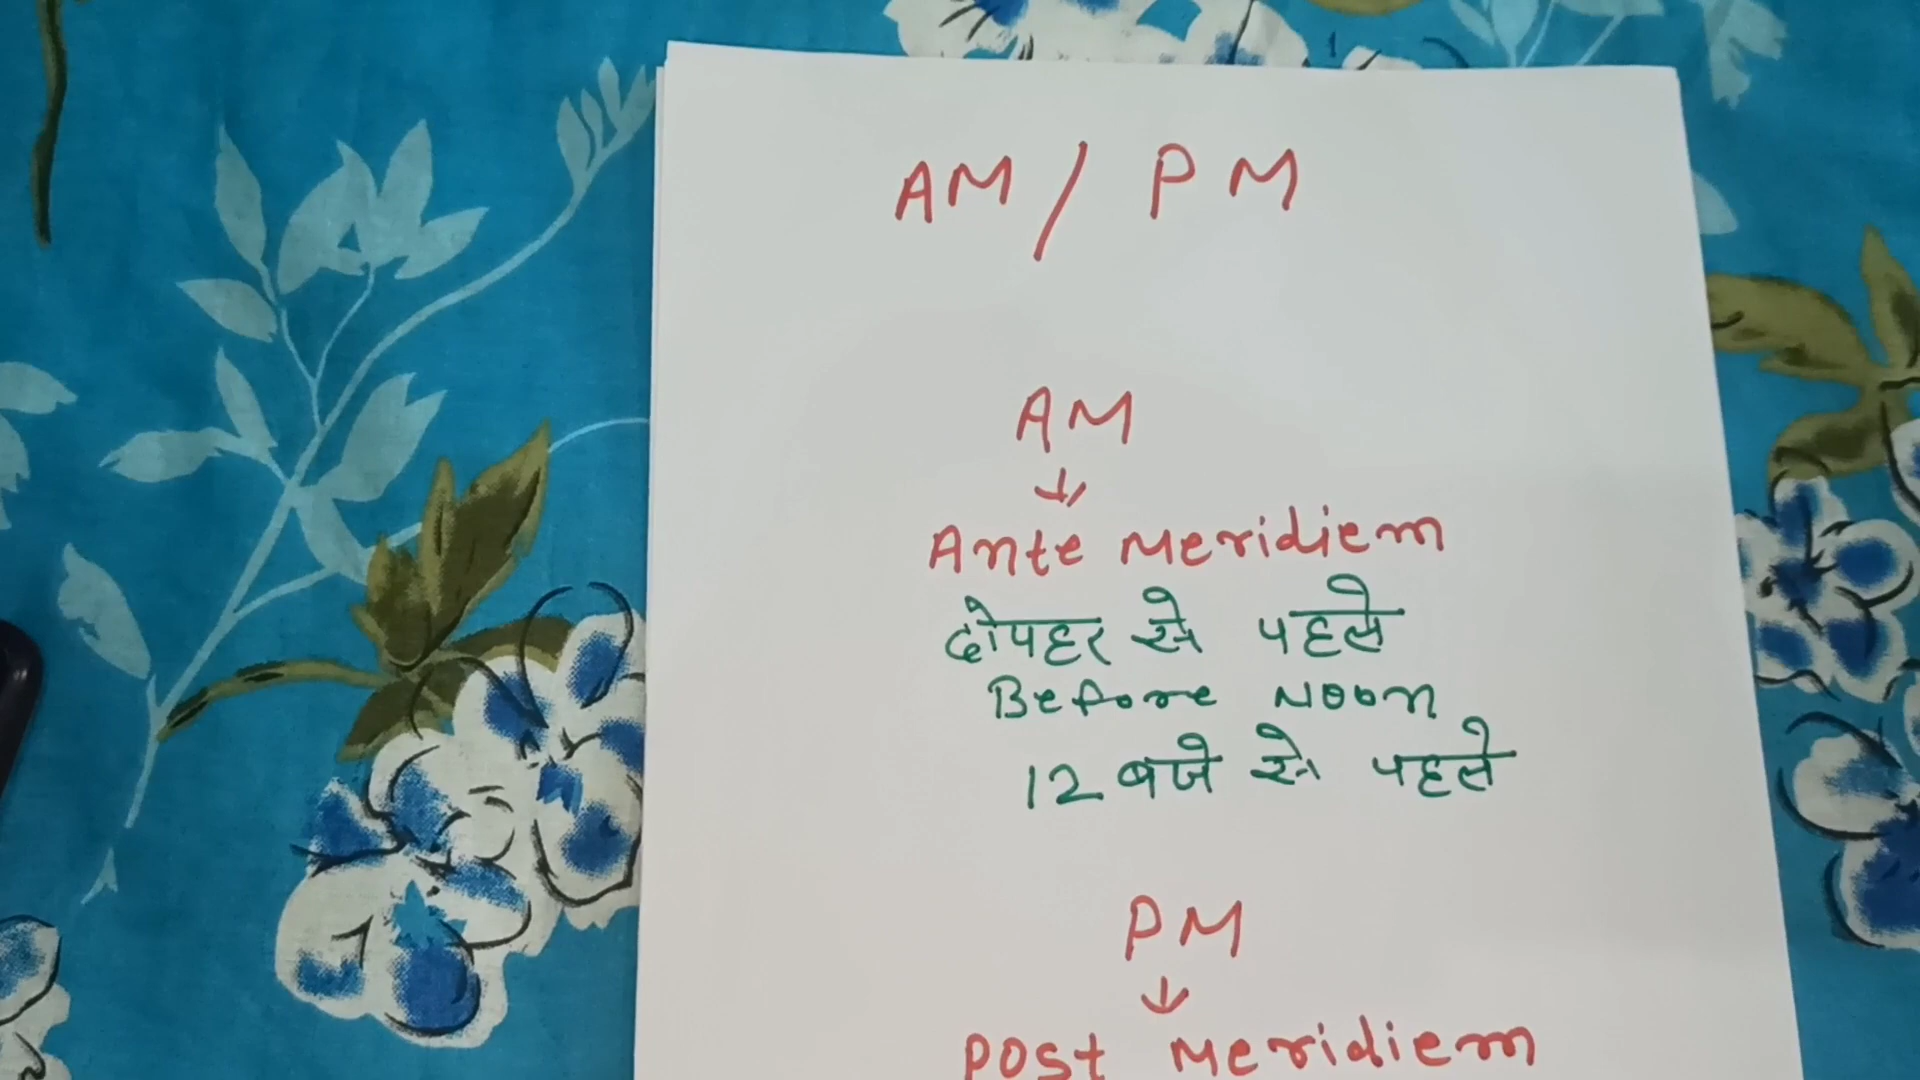 AM / PM
AM
↓
Ante Meridiem
दोपहर से पहले
Before Noon
12 बजे से पहले
PM
↓
Post Meridiem